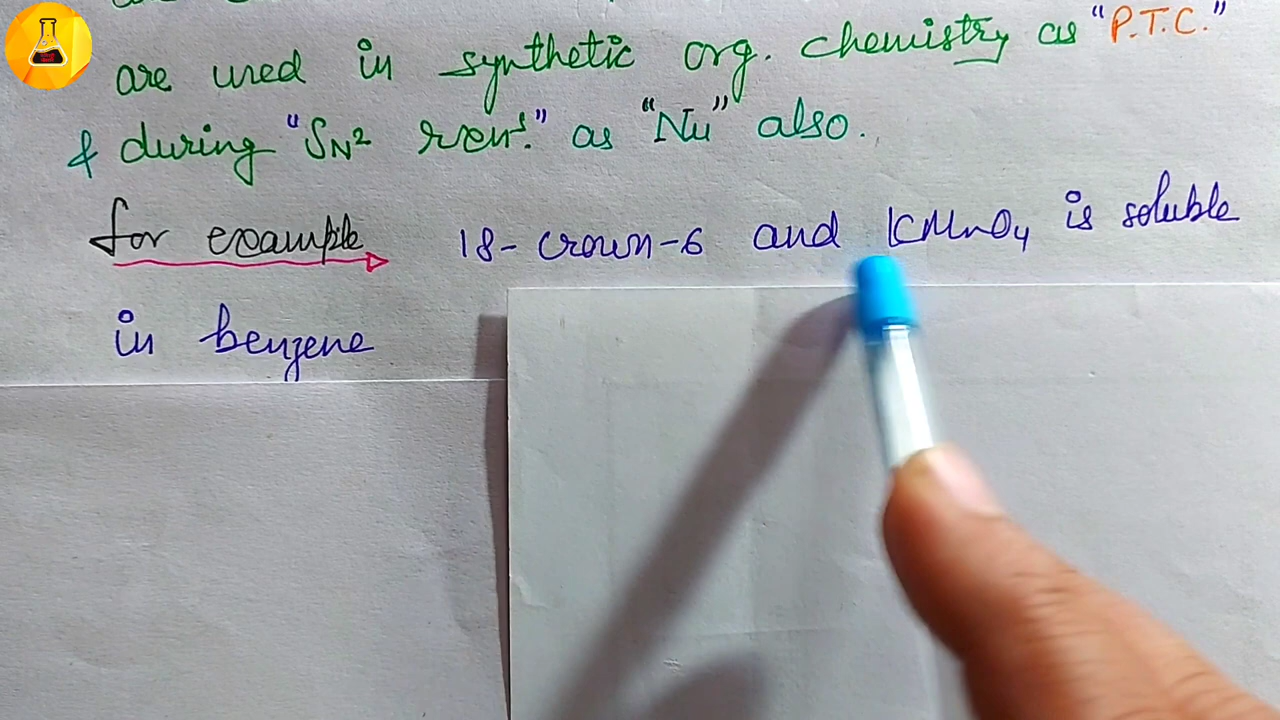 are used in synthetic org. chemistry as "P.T.C."
& during "SN² rxnˢ." as "Nu" also.
for example 18-crown-6 and KMnO₄ is soluble
in benzene